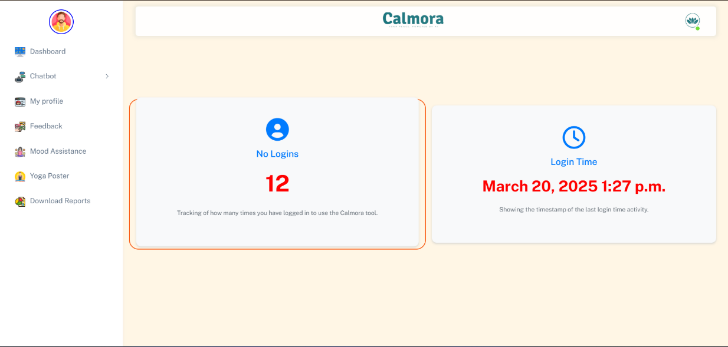 Calmora
Dashboard
Chatbot
My profile
Feedback
Mood Assistance
Yoga Poster
Download Reports
No Logins
12
Tracking of how many times you have logged in to use the Calmora tool.
Login Time
March 20, 2025 1:27 p.m.
Showing the timestamp of the last login time activity.